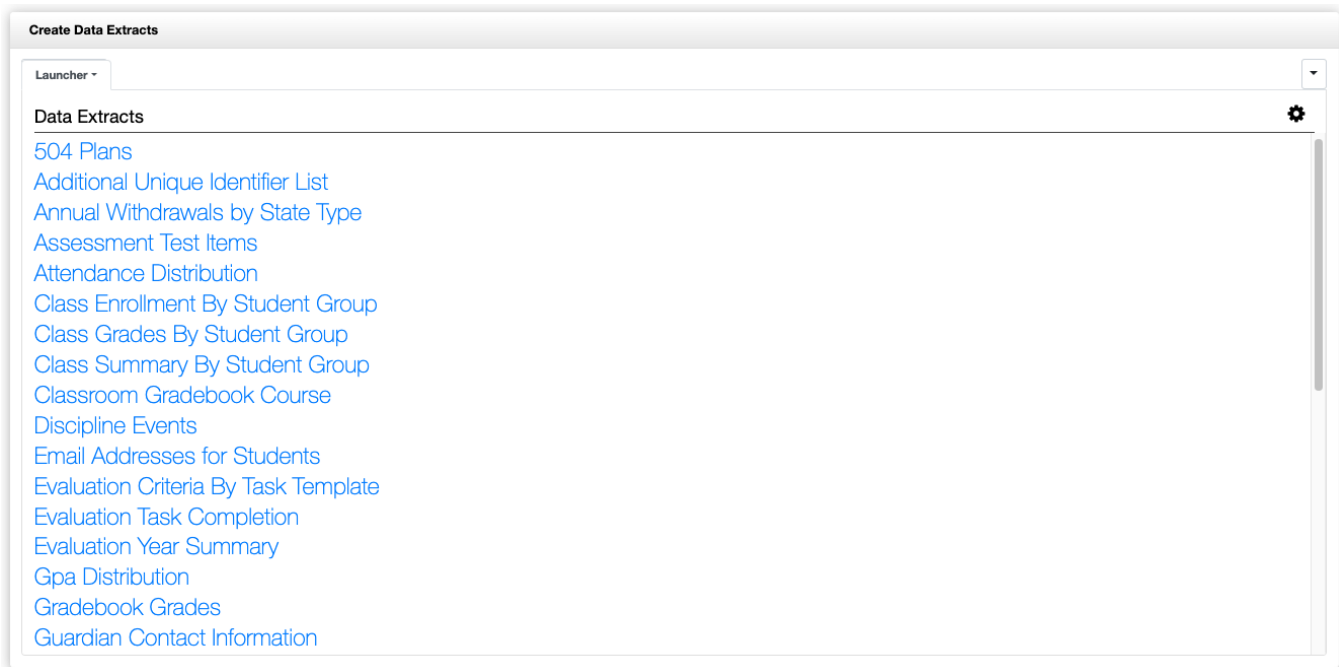 Create Data Extracts
Launcher
Data Extracts
504 Plans
Additional Unique Identifier List
Annual Withdrawals by State Type
Assessment Test Items
Attendance Distribution
Class Enrollment By Student Group
Class Grades By Student Group
Class Summary By Student Group
Classroom Gradebook Course
Discipline Events
Email Addresses for Students
Evaluation Criteria By Task Template
Evaluation Task Completion
Evaluation Year Summary
Gpa Distribution
Gradebook Grades
Guardian Contact Information